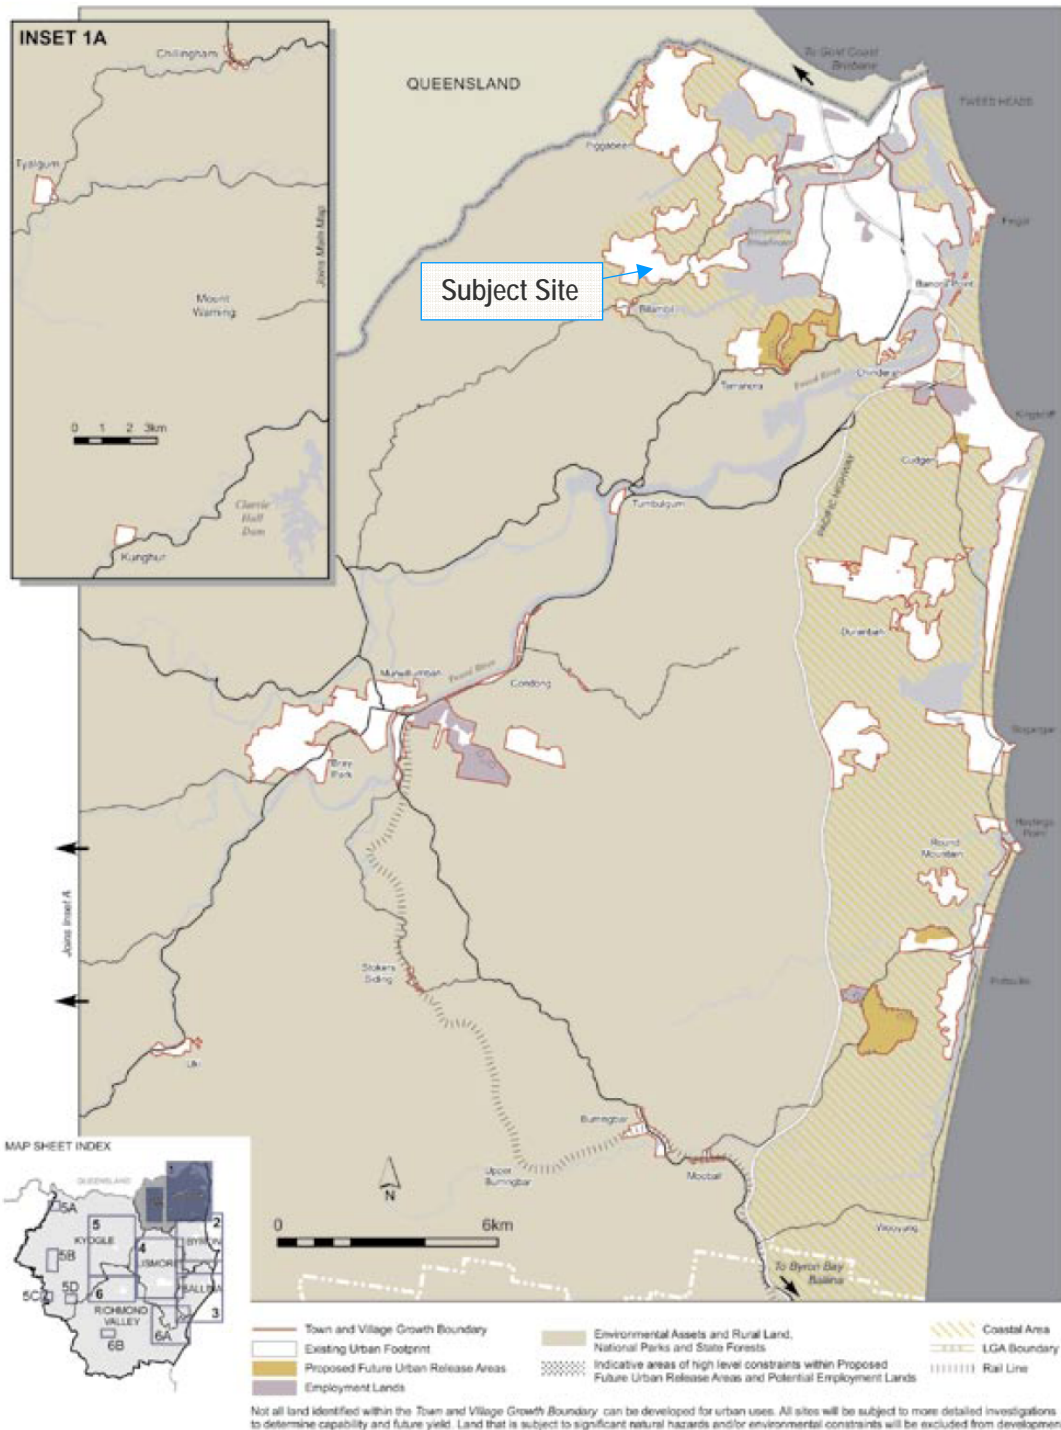 INSET 1A
Chillingham
Tyalgum
Mount
Warning
Joins Main Map
0 1 2 3km
Clarrie
Hall
Dam
Kunghur
QUEENSLAND
To Gold Coast
Brisbane
TWEED HEADS
Piggabeen
Fingal
Terranora
Broadwater
Subject Site
Banora Point
Bilambil
Terranora
Tweed River
Chinderah
Kingscliff
Cudgen
PACIFIC HIGHWAY
Tumbulgum
Duranbah
Murwillumbah
Tweed River
Condong
Bogangar
Bray
Park
Hastings
Point
Round
Mountain
Joins Inset A
Stokers
Siding
Pottsville
Uki
Burringbar
Mooball
Upper
Burringbar
N
0 6km
Wooyung
To Byron Bay
Ballina
MAP SHEET INDEX
QUEENSLAND
1
5A
5
2
KYOGLE
4
BYRON
5B
LISMORE
5D
6
BALLINA
5C
RICHMOND
VALLEY
3
6A
6B
Town and Village Growth Boundary
Existing Urban Footprint
Proposed Future Urban Release Areas
Employment Lands
Environmental Assets and Rural Land,
National Parks and State Forests
Indicative areas of high level constraints within Proposed
Future Urban Release Areas and Potential Employment Lands
Coastal Area
LGA Boundary
Rail Line
Not all land identified within the Town and Village Growth Boundary can be developed for urban uses. All sites will be subject to more detailed investigations
to determine capability and future yield. Land that is subject to significant natural hazards and/or environmental constraints will be excluded from developmen